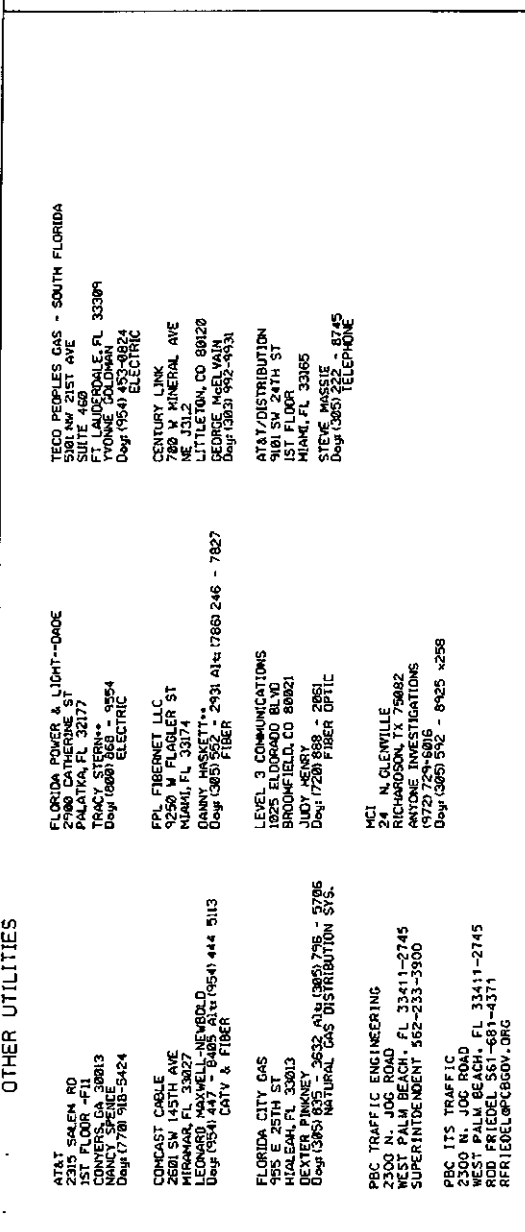 OTHER UTILITIES
AT&T
2315 SALEM RD
1ST FLOOR -F11
CONYERS, GA 30013
NANCY SPENCE
Day: (770) 918-5424
COMCAST CABLE
2601 SW 145TH AVE
MIRAMAR, FL 33027
LEONARD MAXWELL-NEWBOLD
Day: (954) 447 - 8405 Alt: (954) 444 5113
CATV & FIBER
FLORIDA CITY GAS
955 E 25TH ST
HIALEAH, FL 33013
DEXTER PINKNEY
Day: (305) 835 - 3632 Alt: (305) 796 - 5706
NATURAL GAS DISTRIBUTION SYS.
PBC TRAFFIC ENGINEERING
2300 N. JOG ROAD
WEST PALM BEACH, FL 33411-2745
SUPERINTDENDENT 562-233-3900
PBC ITS TRAFFIC
2300 N. JOG ROAD
WEST PALM BEACH, FL 33411-2745
ROD FRIEDEL 561-681-4371
RFRIEDEL@PCBGOV.ORG
FLORIDA POWER & LIGHT--DADE
2900 CATHERINE ST
PALATKA, FL 32177
TRACY STERN**
Day: (800) 868 - 9554
ELECTRIC
FPL FIBERNET LLC
9250 W FLAGLER ST
MIAMI, FL 33174
DANNY HASKETT**
Day: (305) 552 - 2931 Alt: (786) 246 - 7827
FIBER
LEVEL 3 COMMUNICATIONS
1025 ELDORADO BLVD
BROOMFIELD, CO 80021
JUDY HENRY
Day: (720) 888 - 2061
FIBER OPTIC
MCI
24 N, GLENVILLE
RICHARDSON, TX 75082
ANYONE INVESTIGATIONS
(972) 729-6016
Day: (305) 592 - 8925 x258
TECO PEOPLES GAS - SOUTH FLORIDA
5101 NW 21ST AVE
SUITE 460
FT LAUDERDALE, FL 33309
YVONNE GOLDMAN
Day: (954) 453-0824
ELECTRIC
CENTURY LINK
700 W MINERAL AVE
NE J31.2
LITTLETON, CO 80120
GEORGE McELVAIN
Day: (303) 992-9931
AT&T/DISTRIBUTION
9101 SW 24TH ST
1ST FLOOR
MIAMI, FL 33165
STEVE MASSIE
Day: (305) 222 - 8745
TELEPHONE